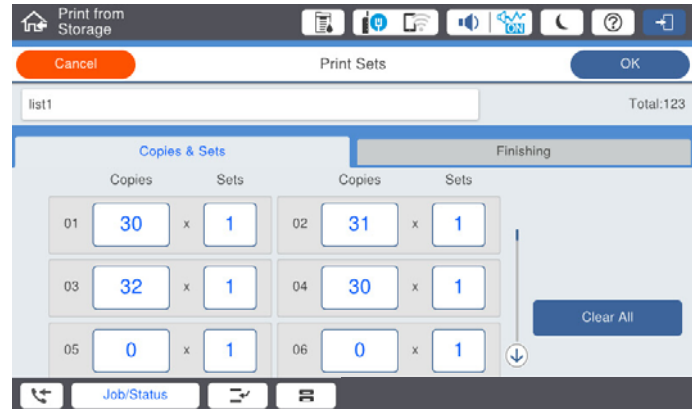 Print from
Storage
ON
Cancel
Print Sets
OK
list1
Total:123
Copies & Sets
Finishing
Copies Sets Copies Sets
01 30 x 1 02 31 x 1
03 32 x 1 04 30 x 1
Clear All
05 0 x 1 06 0 x 1
Job/Status